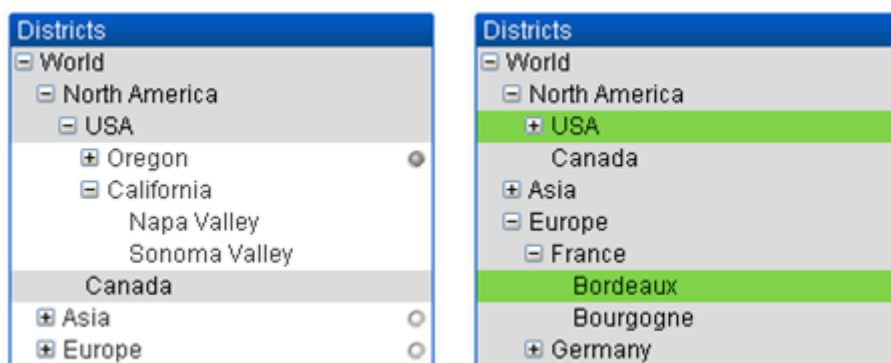 Districts
World
North America
USA
Oregon
California
Napa Valley
Sonoma Valley
Canada
Asia
Europe
Districts
World
North America
USA
Canada
Asia
Europe
France
Bordeaux
Bourgogne
Germany